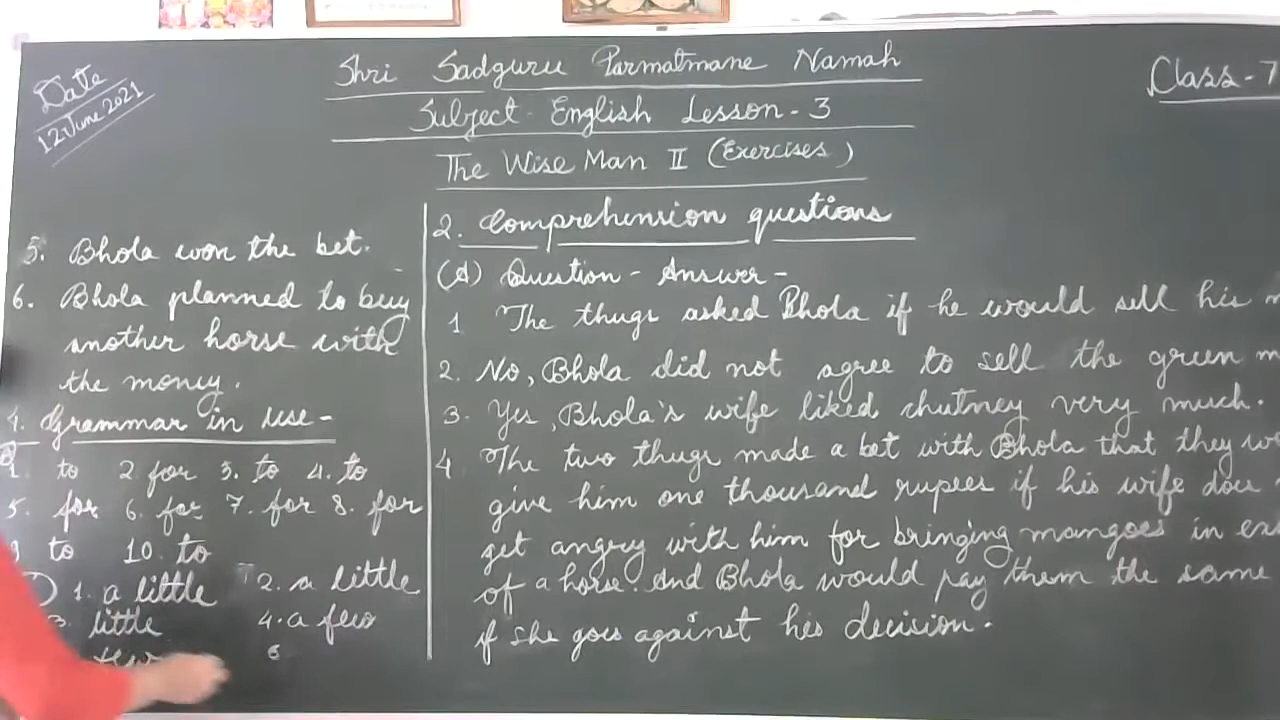 Date
12 June 2021
Shri Sadguru Parmatmane Namah
Subject - English Lesson - 3
The Wise Man II (Exercises)
Class - 7
5. Bhola won the bet.
6. Bhola planned to buy
another horse with
the money.
4. Grammar in use -
1. to 2 for 3. to 4. to
5. for 6. for 7. for 8. for
9 to 10. to
1. a little 2. a little
3. little 4. a few
few 6
2. Comprehension questions
(A) Question - Answer -
1 The thugs asked Bhola if he would sell his
2. No, Bhola did not agree to sell the green
3. Yes, Bhola's wife liked chutney very much.
4 The two thugs made a bet with Bhola that they
give him one thousand rupees if his wife does
get angry with him for bringing mangoes in
of a horse. And Bhola would pay them the same
if she goes against his decision.